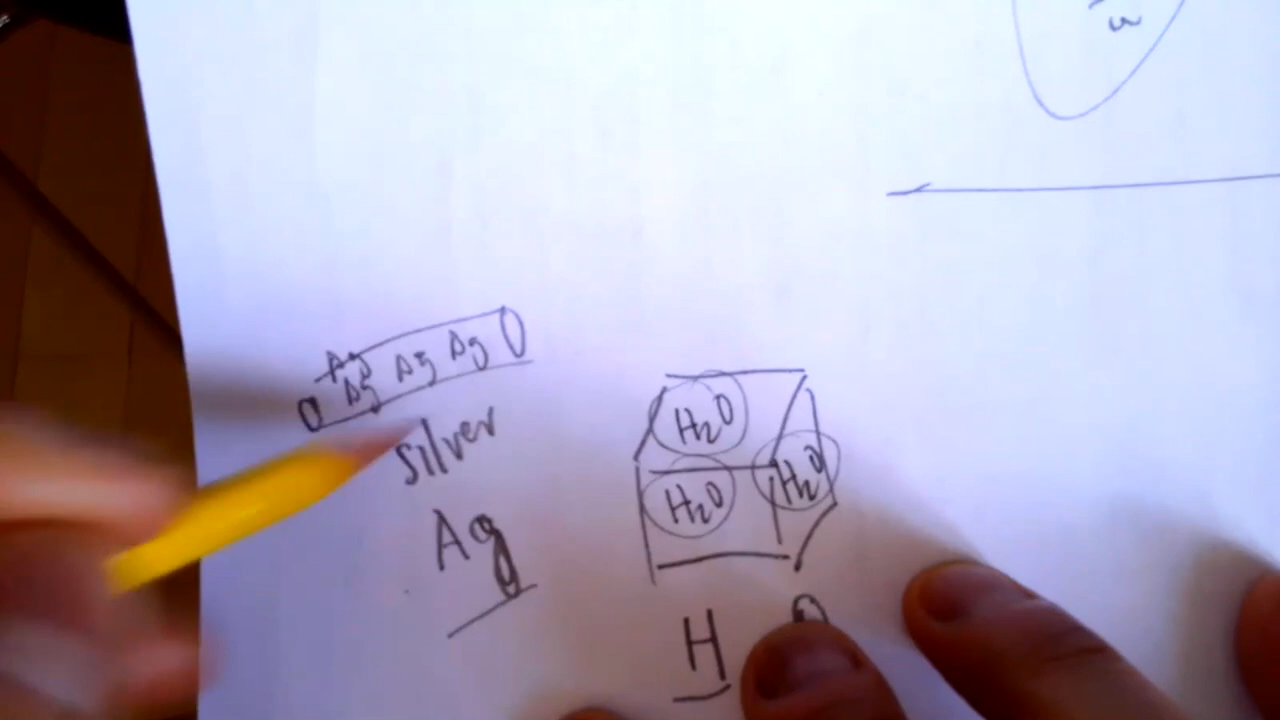 Ag
Ag Ag Ag
silver
Ag
H₂O
H₂O H₂O
H